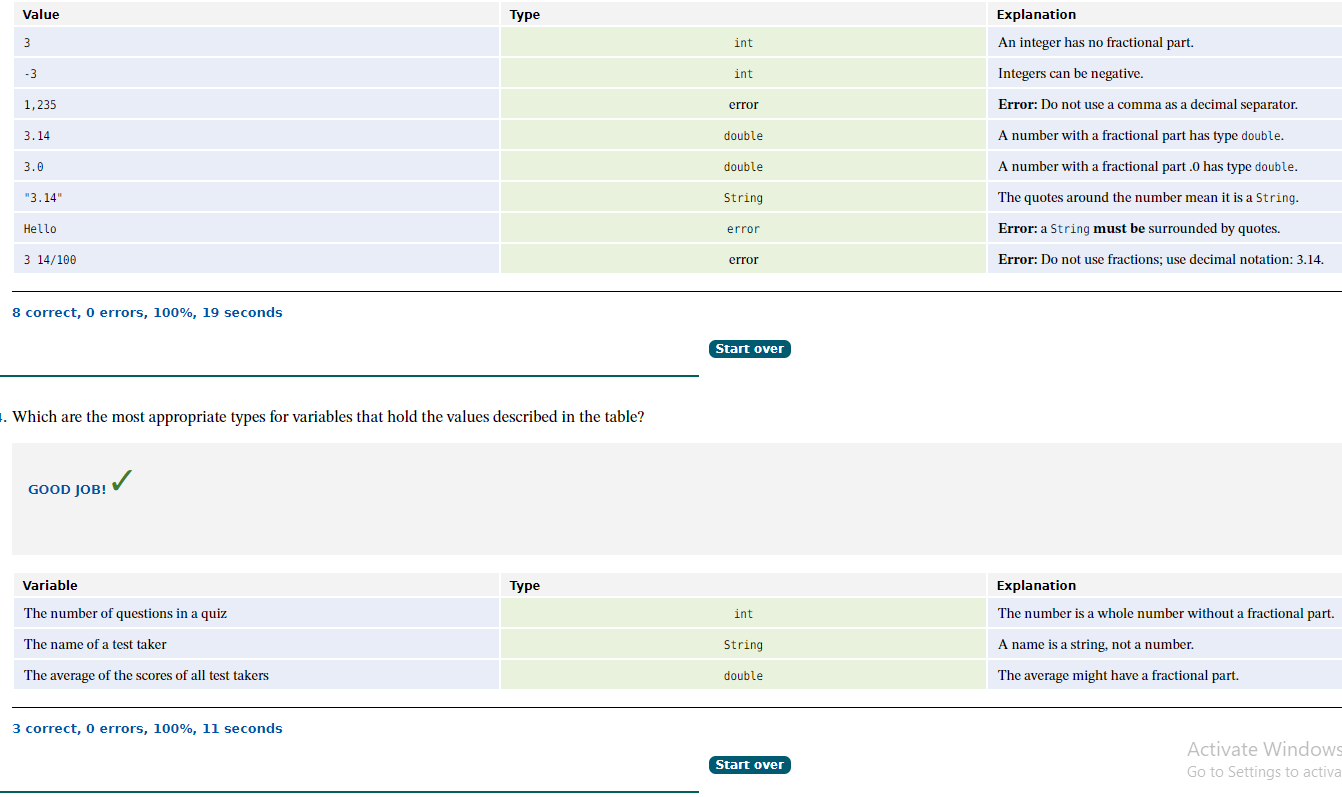 Value Type Explanation
3 int An integer has no fractional part.
-3 int Integers can be negative.
1,235 error Error: Do not use a comma as a decimal separator.
3.14 double A number with a fractional part has type double.
3.0 double A number with a fractional part .0 has type double.
"3.14" String The quotes around the number mean it is a String.
Hello error Error: a String must be surrounded by quotes.
3 14/100 error Error: Do not use fractions; use decimal notation: 3.14.
8 correct, 0 errors, 100%, 19 seconds
Start over
. Which are the most appropriate types for variables that hold the values described in the table?
GOOD JOB! ✓
Variable Type Explanation
The number of questions in a quiz int The number is a whole number without a fractional part.
The name of a test taker String A name is a string, not a number.
The average of the scores of all test takers double The average might have a fractional part.
3 correct, 0 errors, 100%, 11 seconds
Activate Windows
Go to Settings to activa
Start over